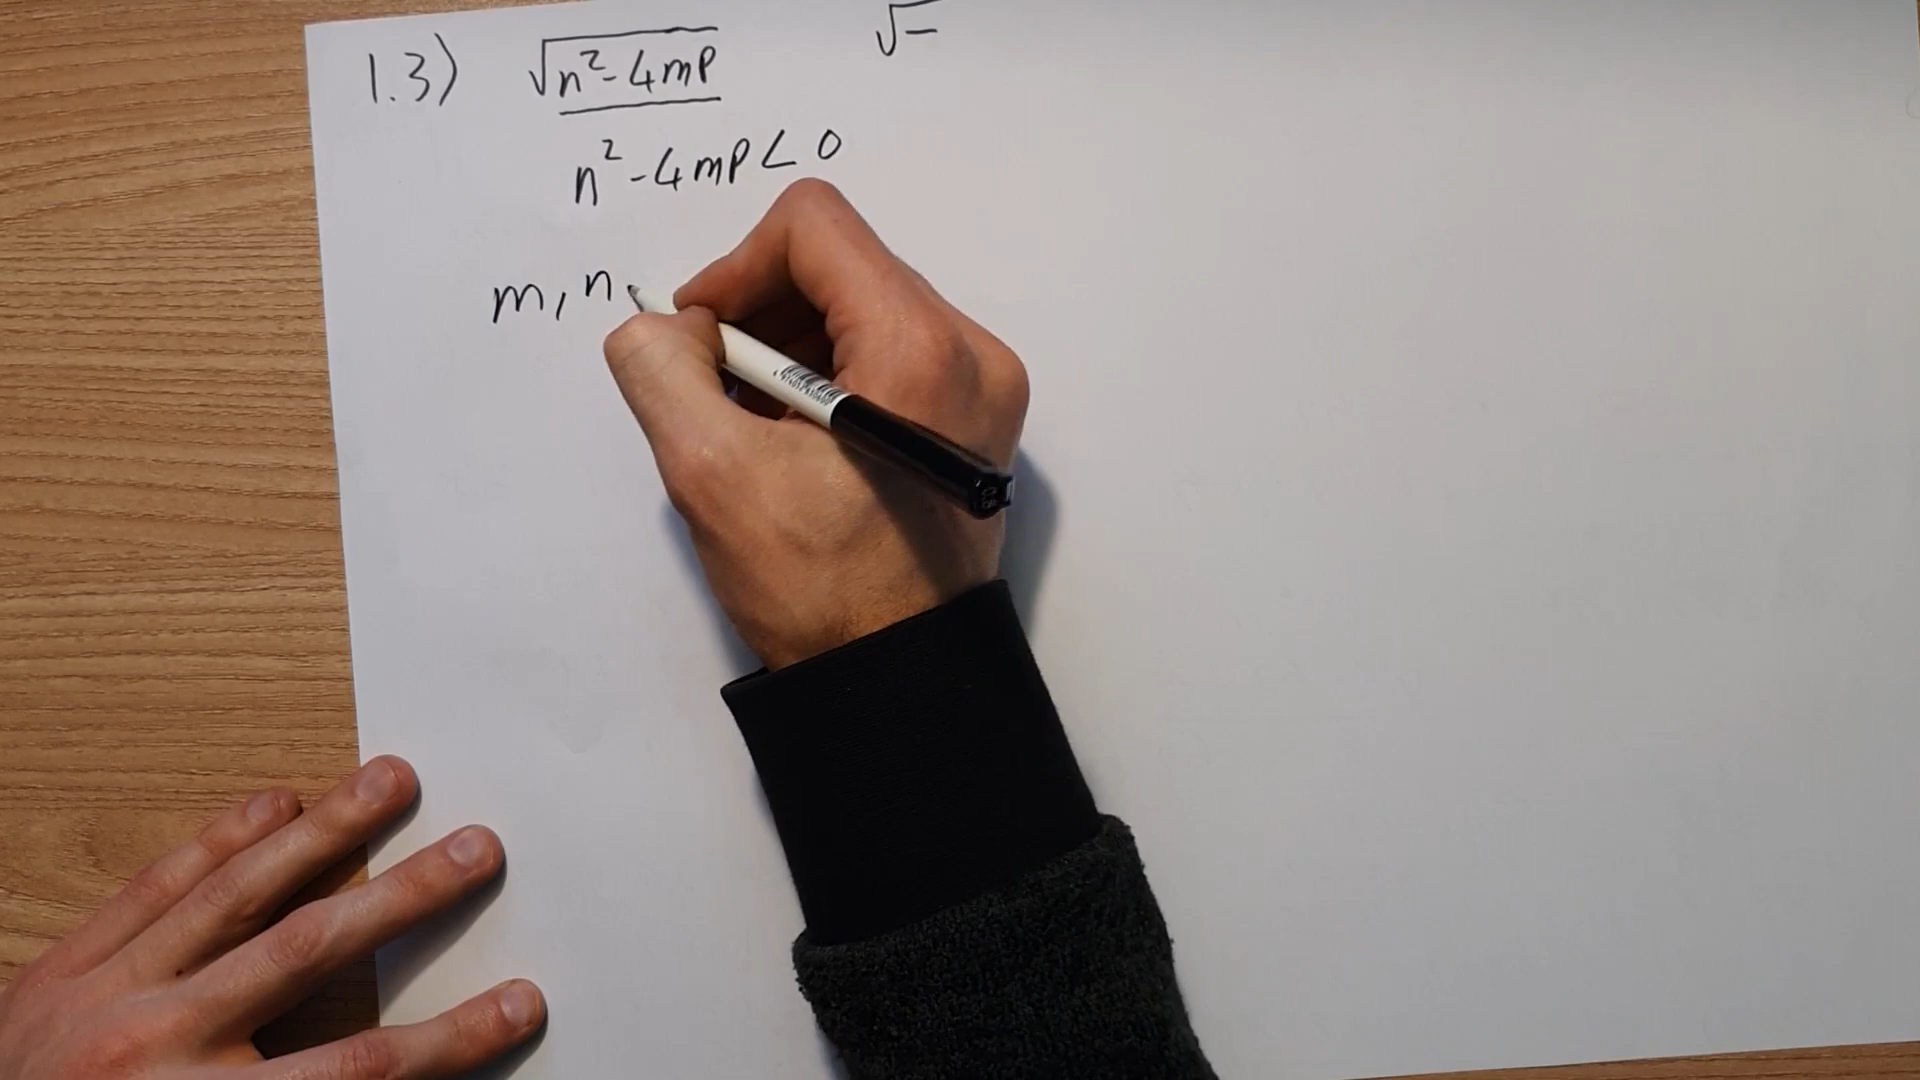 1.3) √n²-4mp √-
n²-4mp < 0
m, n,